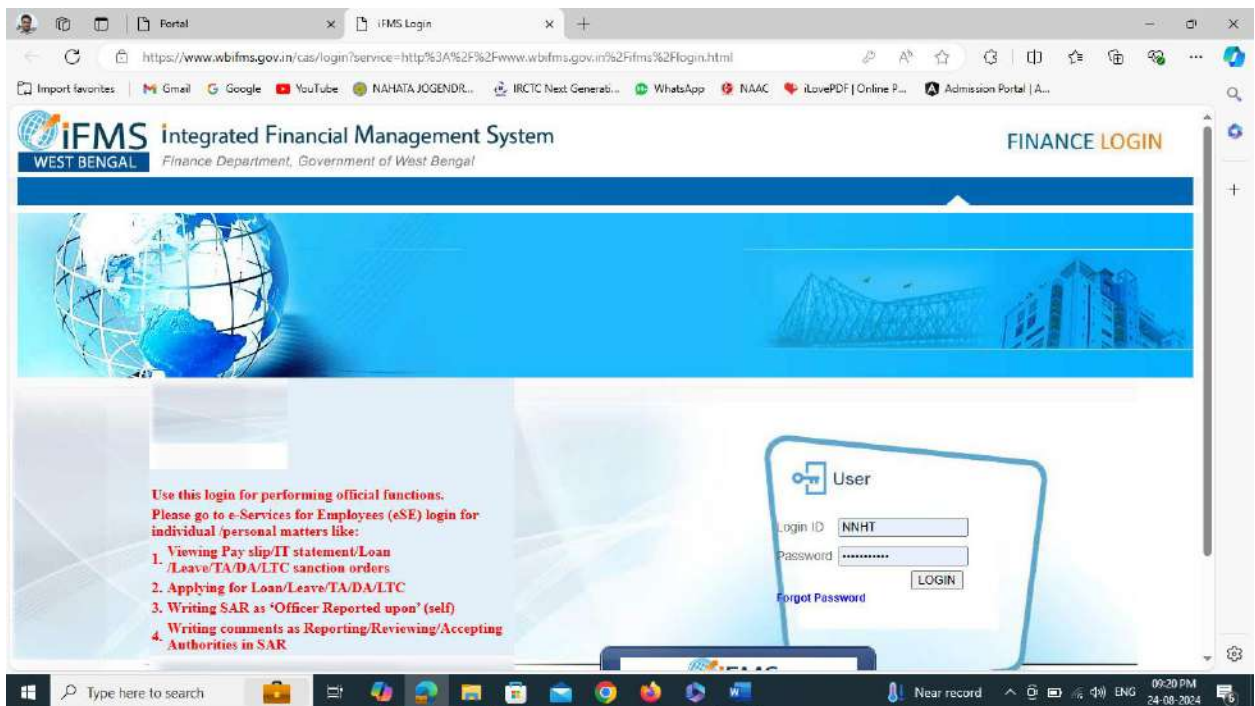 Portal
iFMS Login
https://www.wbifms.gov.in/cas/login?service=http%3A%2F%2Fwww.wbifms.gov.in%2Fifms%2Flogin.html
Import favorites
Gmail
Google
YouTube
NAHATA JOGENDR...
IRCTC Next Generati...
WhatsApp
NAAC
iLovePDF | Online P...
Admission Portal | A...
iFMS
WEST BENGAL
Integrated Financial Management System
Finance Department, Government of West Bengal
FINANCE LOGIN
Use this login for performing official functions.
Please go to e-Services for Employees (eSE) login for
individual /personal matters like:
1. Viewing Pay slip/IT statement/Loan
/Leave/TA/DA/LTC sanction orders
2. Applying for Loan/Leave/TA/DA/LTC
3. Writing SAR as ‘Officer Reported upon’ (self)
4. Writing comments as Reporting/Reviewing/Accepting
Authorities in SAR
User
Login ID NNHT
Password •••••••••••
LOGIN
Forgot Password
Type here to search
Near record
ENG
09:20 PM
24-08-2024